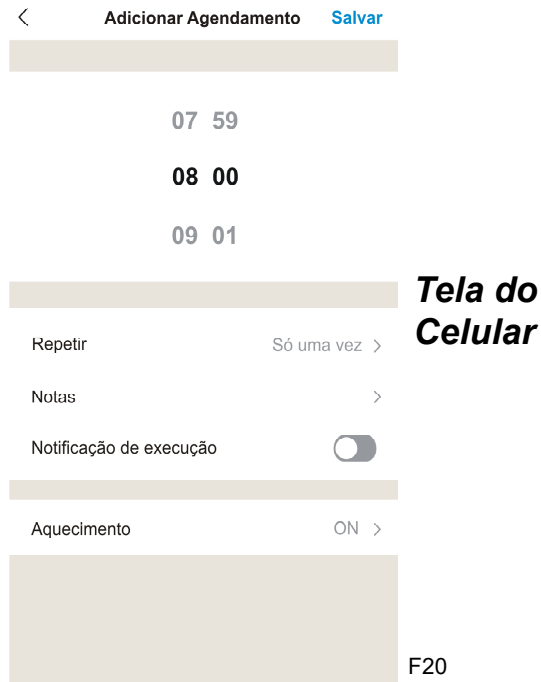 Adicionar Agendamento Salvar
07 59
08 00
09 01
Tela do
Celular
Repetir Só uma vez
Notas
Notificação de execução
Aquecimento ON
F20